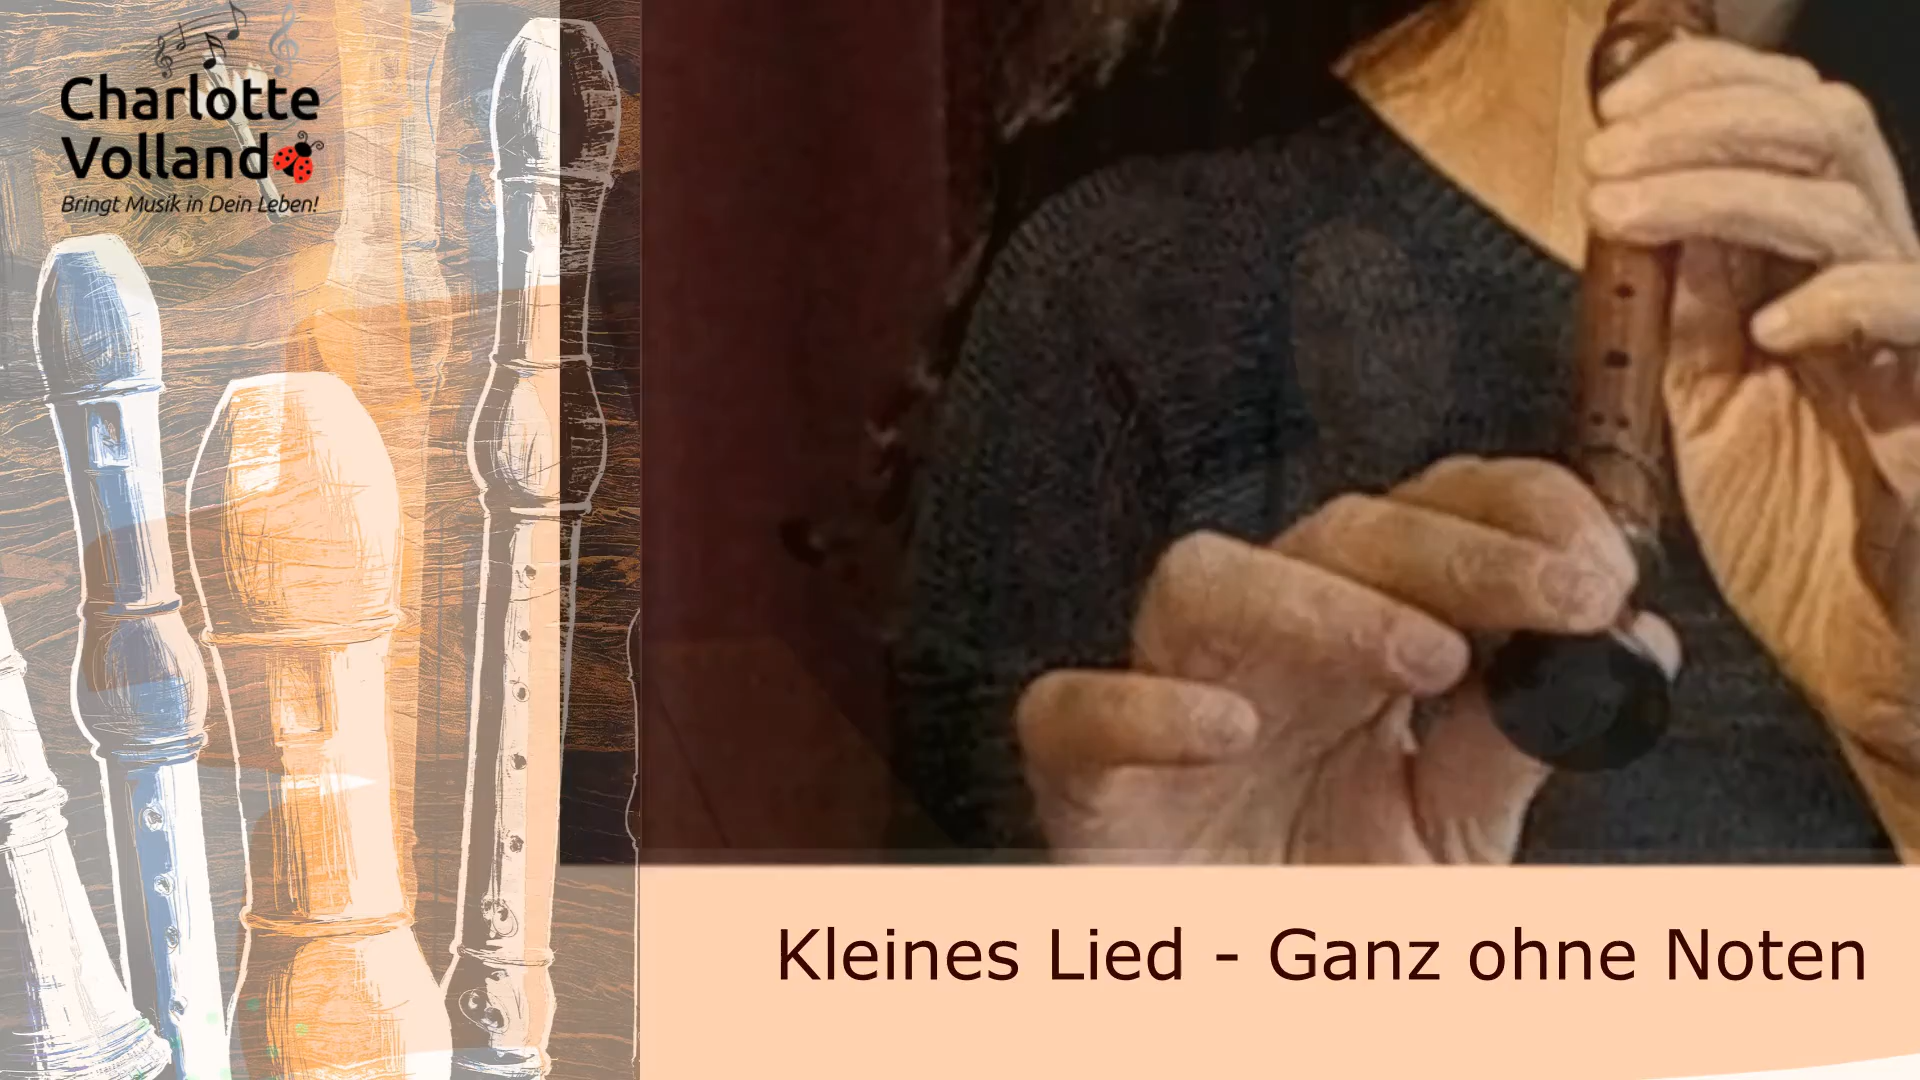 Charlotte
Volland
Bringt Musik in Dein Leben!
Kleines Lied - Ganz ohne Noten